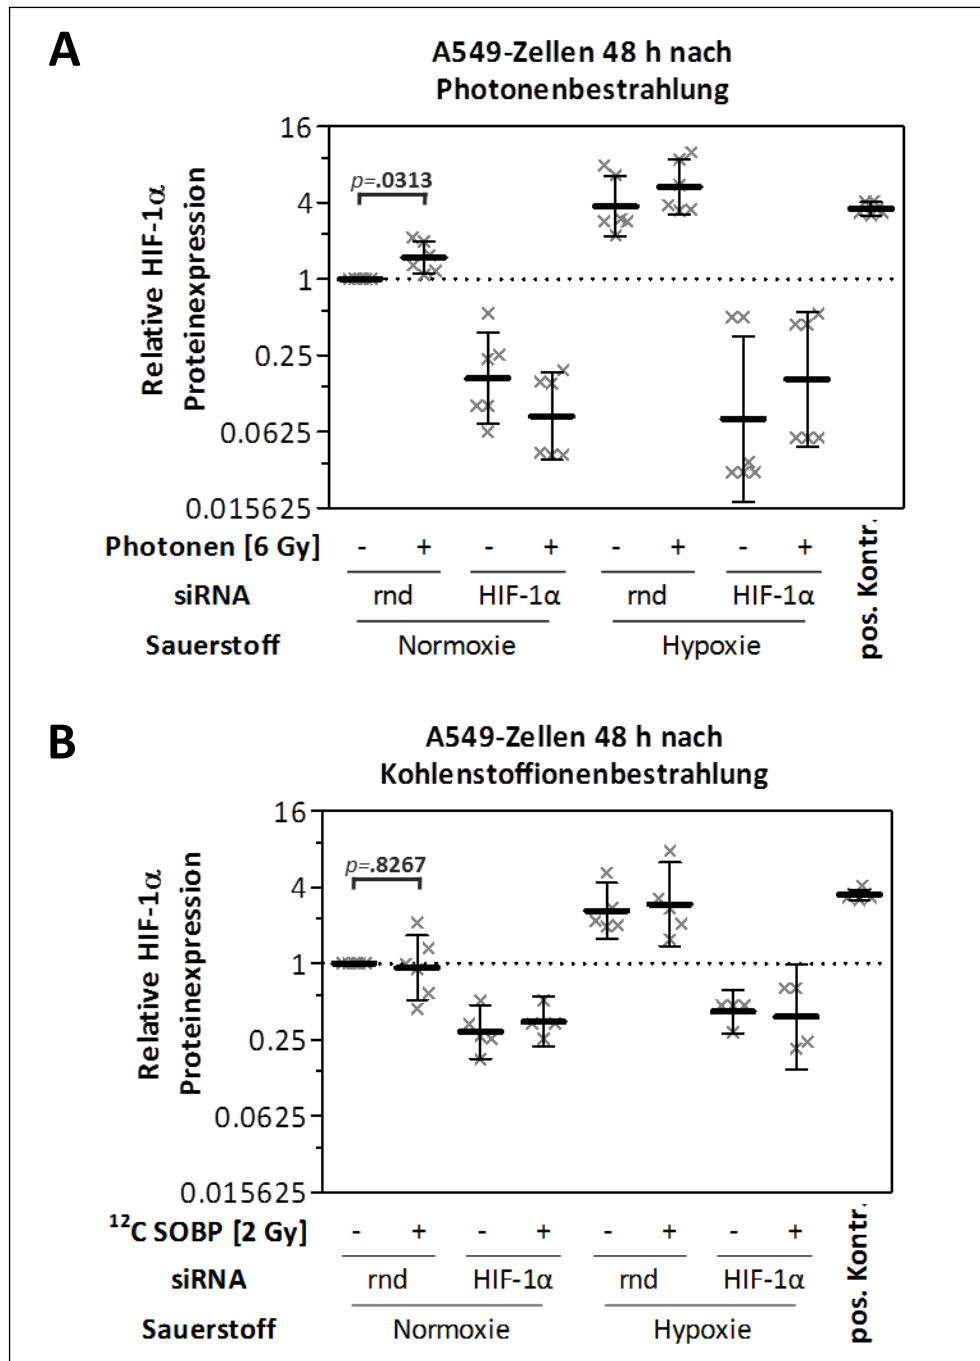 A
A549-Zellen 48 h nach
Photonenbestrahlung
Relative HIF-1α
Proteinexpression
16
4
1
0.25
0.0625
0.015625
p=.0313
Photonen [6 Gy] - + - + - + - +
siRNA rnd HIF-1α rnd HIF-1α
Sauerstoff Normoxie Hypoxie
pos. Kontr.
B
A549-Zellen 48 h nach
Kohlenstoffionenbestrahlung
Relative HIF-1α
Proteinexpression
16
4
1
0.25
0.0625
0.015625
p=.8267
¹²C SOBP [2 Gy] - + - + - + - +
siRNA rnd HIF-1α rnd HIF-1α
Sauerstoff Normoxie Hypoxie
pos. Kontr.